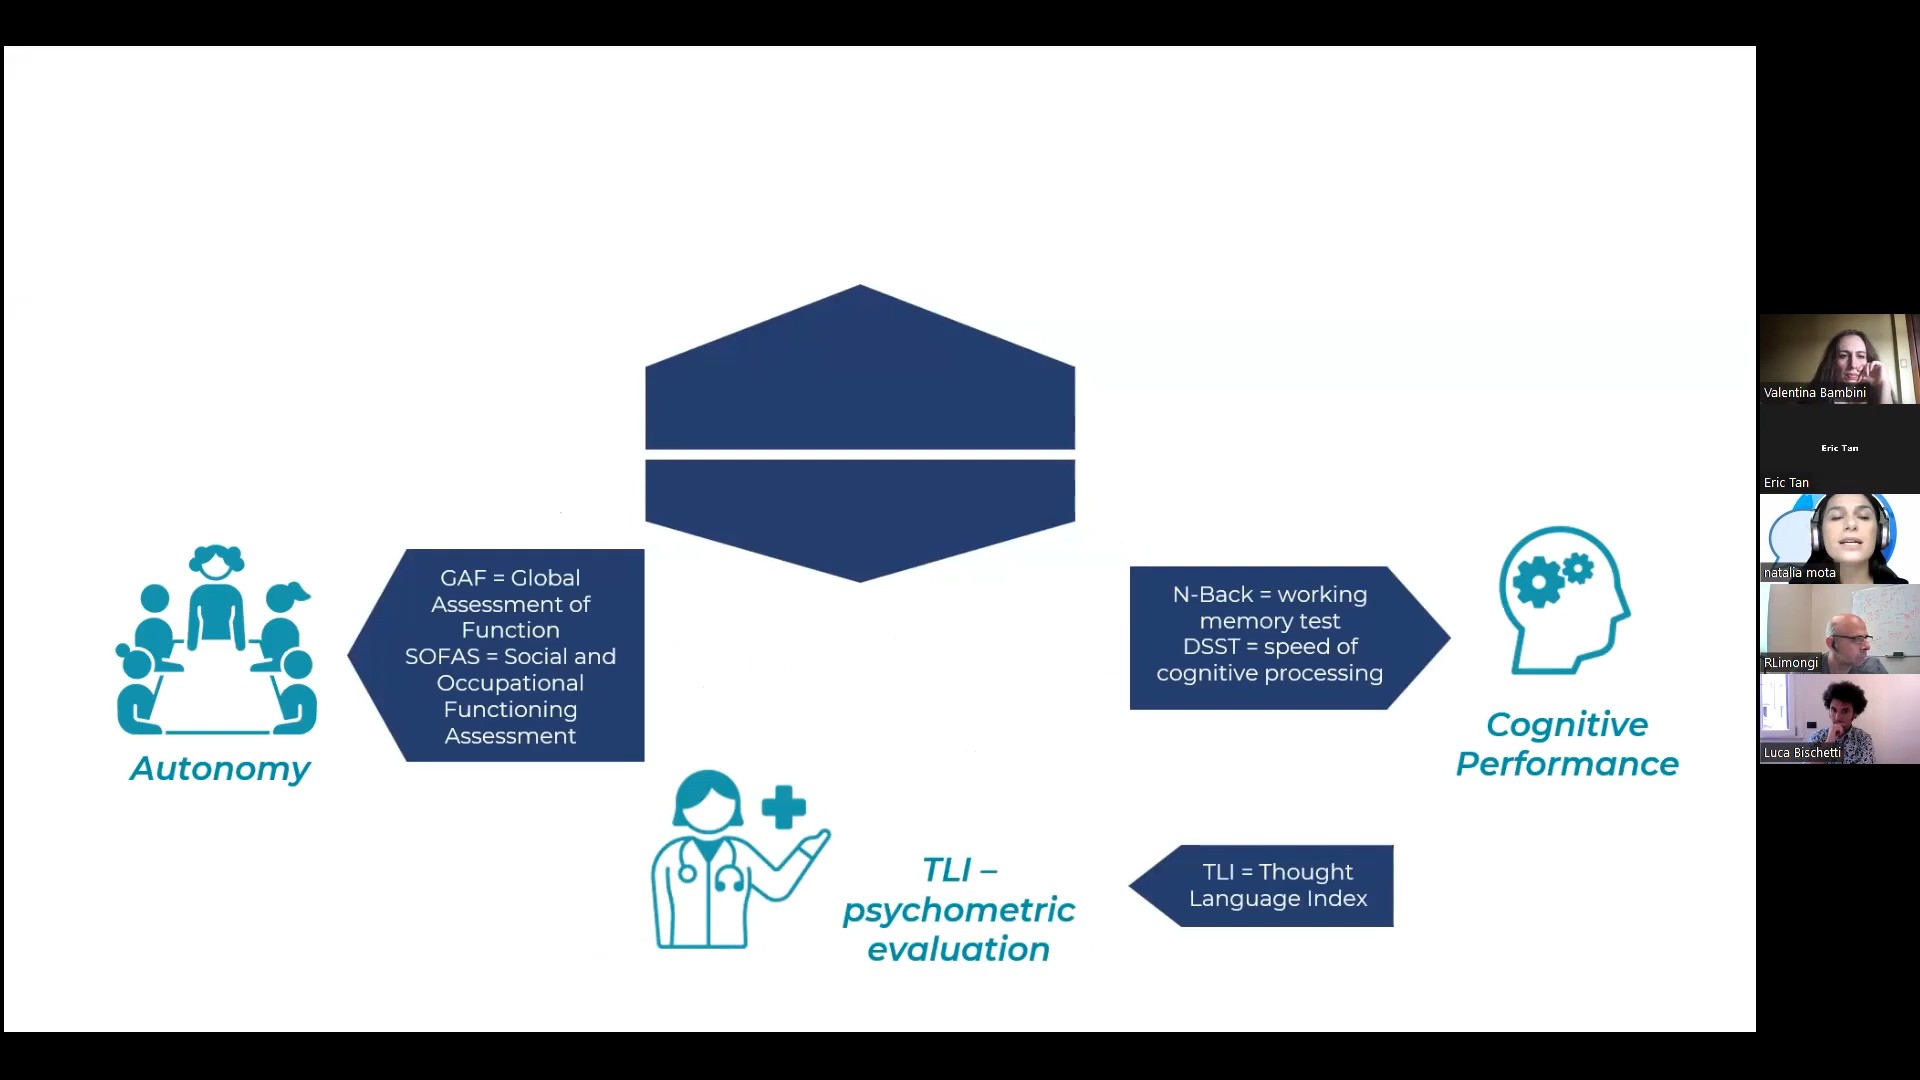 GAF = Global
Assessment of
Function
SOFAS = Social and
Occupational
Functioning
Assessment
Autonomy
N-Back = working
memory test
DSST = speed of
cognitive processing
Cognitive
Performance
TLI –
psychometric
evaluation
TLI = Thought
Language Index
Valentina Bambini
Eric Tan
Eric Tan
natalia mota
RLimongi
Luca Bischetti